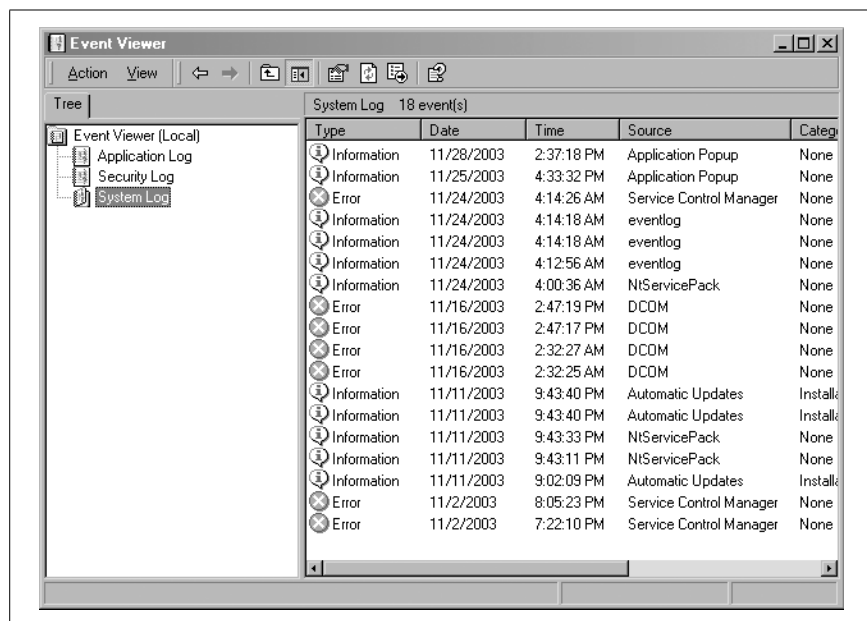 Event Viewer
Action View
Tree
System Log 18 event(s)
Event Viewer (Local)
Application Log
Security Log
System Log
Type Date Time Source Catego
Information 11/28/2003 2:37:18 PM Application Popup None
Information 11/25/2003 4:33:32 PM Application Popup None
Error 11/24/2003 4:14:26 AM Service Control Manager None
Information 11/24/2003 4:14:18 AM eventlog None
Information 11/24/2003 4:14:18 AM eventlog None
Information 11/24/2003 4:12:56 AM eventlog None
Information 11/24/2003 4:00:36 AM NtServicePack None
Error 11/16/2003 2:47:19 PM DCOM None
Error 11/16/2003 2:47:17 PM DCOM None
Error 11/16/2003 2:32:27 AM DCOM None
Error 11/16/2003 2:32:25 AM DCOM None
Information 11/11/2003 9:43:40 PM Automatic Updates Installa
Information 11/11/2003 9:43:40 PM Automatic Updates Installa
Information 11/11/2003 9:43:33 PM NtServicePack None
Information 11/11/2003 9:43:11 PM NtServicePack None
Information 11/11/2003 9:02:09 PM Automatic Updates Installa
Error 11/2/2003 8:05:23 PM Service Control Manager None
Error 11/2/2003 7:22:10 PM Service Control Manager None